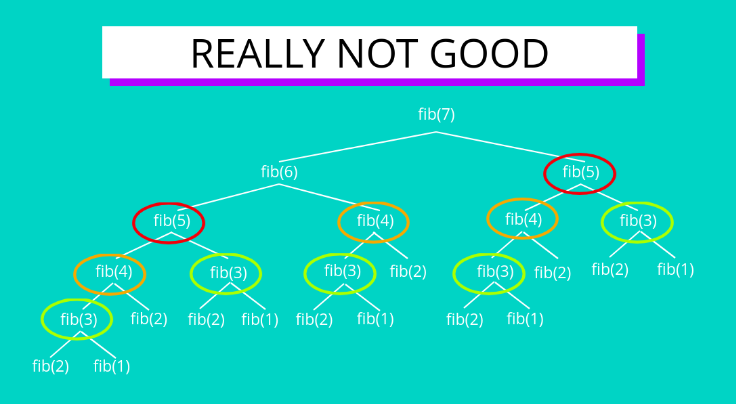 REALLY NOT GOOD
fib(7)
fib(6) fib(5)
fib(5) fib(4) fib(4) fib(3)
fib(4) fib(3) fib(3) fib(2) fib(3) fib(2) fib(2) fib(1)
fib(3) fib(2) fib(2) fib(1) fib(2) fib(1) fib(2) fib(1)
fib(2) fib(1)